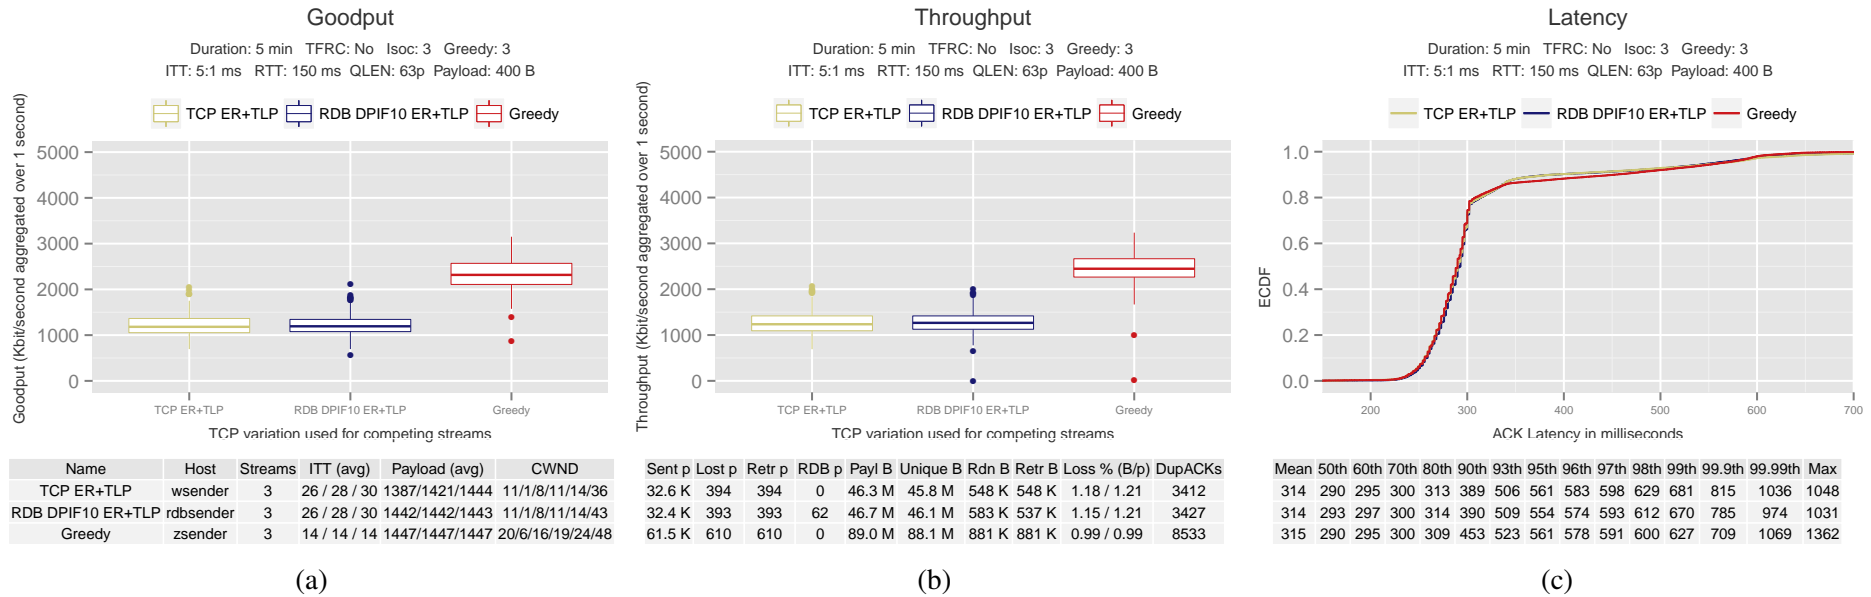 Goodput
Duration: 5 min TFRC: No Isoc: 3 Greedy: 3
ITT: 5:1 ms RTT: 150 ms QLEN: 63p Payload: 400 B
TCP ER+TLP RDB DPIF10 ER+TLP Greedy
Goodput (Kbit/second aggregated over 1 second)
5000
4000
3000
2000
1000
0
TCP ER+TLP RDB DPIF10 ER+TLP Greedy
TCP variation used for competing streams
Name Host Streams ITT (avg) Payload (avg) CWND
TCP ER+TLP wsender 3 26 / 28 / 30 1387/1421/1444 11/1/8/11/14/36
RDB DPIF10 ER+TLP rdbsender 3 26 / 28 / 30 1442/1442/1443 11/1/8/11/14/43
Greedy zsender 3 14 / 14 / 14 1447/1447/1447 20/6/16/19/24/48
(a)
Throughput
Duration: 5 min TFRC: No Isoc: 3 Greedy: 3
ITT: 5:1 ms RTT: 150 ms QLEN: 63p Payload: 400 B
TCP ER+TLP RDB DPIF10 ER+TLP Greedy
Throughput (Kbit/second aggregated over 1 second)
5000
4000
3000
2000
1000
0
TCP ER+TLP RDB DPIF10 ER+TLP Greedy
TCP variation used for competing streams
Sent p Lost p Retr p RDB p Payl B Unique B Rdn B Retr B Loss % (B/p) DupACKs
32.6 K 394 394 0 46.3 M 45.8 M 548 K 548 K 1.18 / 1.21 3412
32.4 K 393 393 62 46.7 M 46.1 M 583 K 537 K 1.15 / 1.21 3427
61.5 K 610 610 0 89.0 M 88.1 M 881 K 881 K 0.99 / 0.99 8533
(b)
Latency
Duration: 5 min TFRC: No Isoc: 3 Greedy: 3
ITT: 5:1 ms RTT: 150 ms QLEN: 63p Payload: 400 B
TCP ER+TLP RDB DPIF10 ER+TLP Greedy
ECDF
1.0
0.8
0.6
0.4
0.2
0.0
200 300 400 500 600 700
ACK Latency in milliseconds
Mean 50th 60th 70th 80th 90th 93th 95th 96th 97th 98th 99th 99.9th 99.99th Max
314 290 295 300 313 389 506 561 583 598 629 681 815 1036 1048
314 293 297 300 314 390 509 554 574 593 612 670 785 974 1031
315 290 295 300 309 453 523 561 578 591 600 627 709 1069 1362
(c)